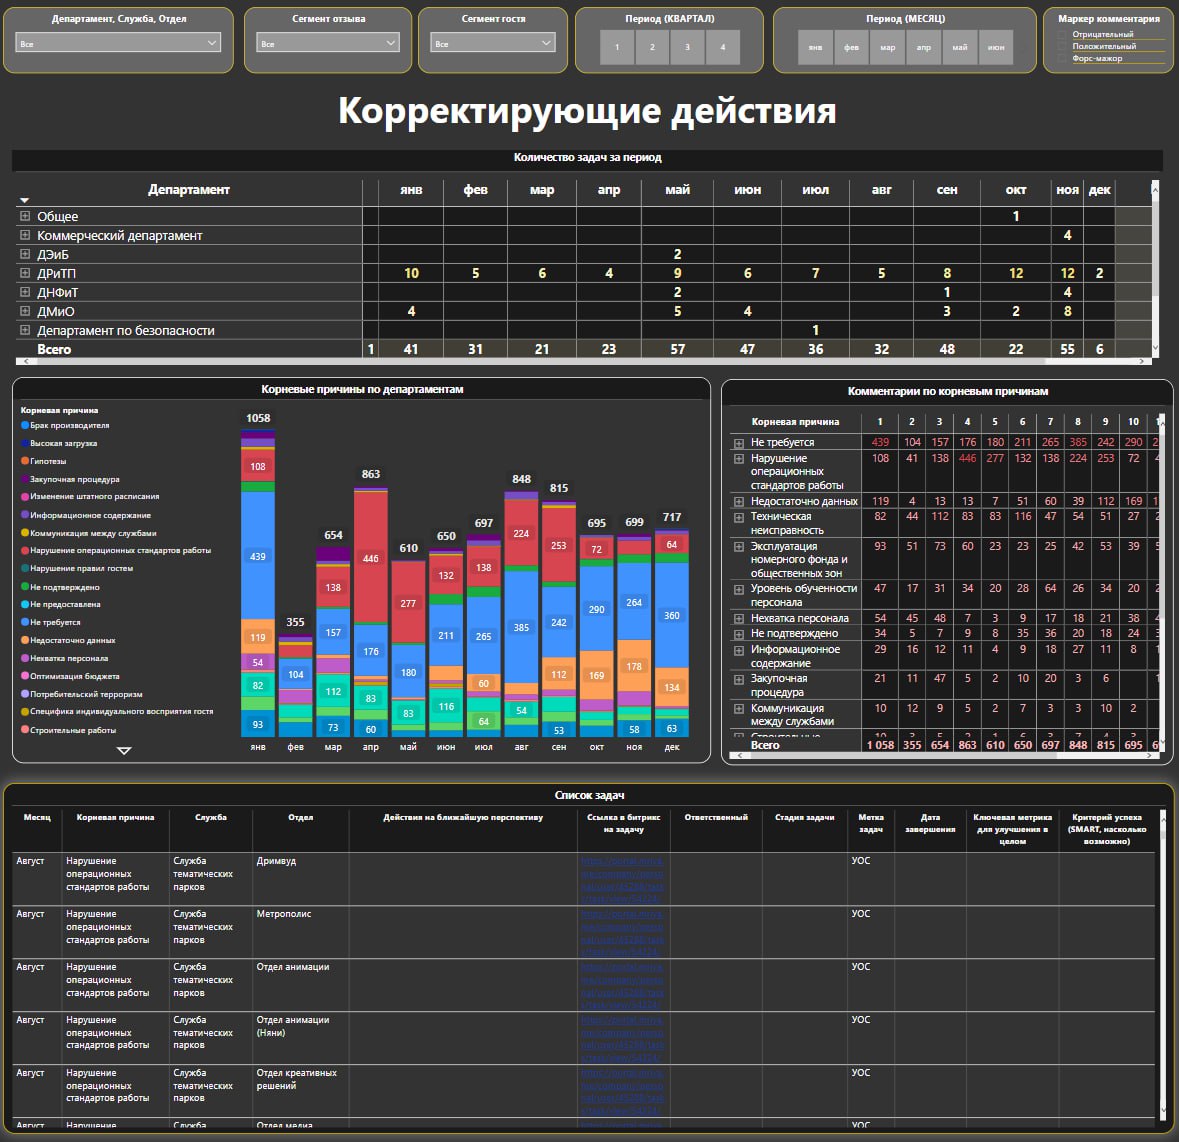 Департамент, Служба, Отдел
Все
Сегмент отзыва
Все
Сегмент гостя
Все
Период (КВАРТАЛ)
1 2 3 4
Период (МЕСЯЦ)
янв фев мар апр май июн
Маркер комментария
Отрицательный
Положительный
Форс-мажор
Корректирующие действия
Количество задач за период
Департамент янв фев мар апр май июн июл авг сен окт ноя дек
Общее 1
Коммерческий департамент 4
ДЭиБ 2
ДРиТП 10 5 6 4 9 6 7 5 8 12 12 2
ДНФиТ 2 1 4
ДМиО 4 5 4 3 2 8
Департамент по безопасности 1
Всего 1 41 31 21 23 57 47 36 32 48 22 55 6
Корневые причины по департаментам
Корневая причина
Брак производителя
Высокая загрузка
Гипотезы
Закупочная процедура
Изменение штатного расписания
Информационное содержание
Коммуникация между службами
Нарушение операционных стандартов работы
Нарушение правил гостем
Не подтверждено
Не предоставлена
Не требуется
Недостаточно данных
Нехватка персонала
Оптимизация бюджета
Потребительский терроризм
Специфика индивидуального восприятия гостя
Строительные работы
1058 108 439 119 54 82 93
355 104
654 138 157 112 73
863 446 176 83 60
610 277 180 83
650 132 211 116
697 138 265 60 64
848 224 385 54
815 253 242 112 53
695 72 290 169
699 264 178 58
717 64 360 134 63
янв фев мар апр май июн июл авг сен окт ноя дек
Комментарии по корневым причинам
Корневая причина 1 2 3 4 5 6 7 8 9 10
Не требуется 439 104 157 176 180 211 265 385 242 290
Нарушение 108 41 138 446 277 132 138 224 253 72
операционных
стандартов работы
Недостаточно данных 119 4 13 13 7 51 60 39 112 169
Техническая 82 44 112 83 83 116 47 54 51 27
неисправность
Эксплуатация 93 51 73 60 23 23 25 42 53 39
номерного фонда и
общественных зон
Уровень обученности 47 17 31 34 20 28 64 26 34 20
персонала
Нехватка персонала 54 45 48 7 3 9 17 18 21 38
Не подтверждено 34 5 7 9 8 35 36 20 18 24
Информационное 29 16 12 11 4 9 18 27 11 8
содержание
Закупочная 21 11 47 5 2 10 20 3 6
процедура
Коммуникация 10 12 9 5 2 7 3 3 10 2
между службами
Строительные
Всего 1 058 355 654 863 610 650 697 848 815 695
Список задач
Месяц Корневая причина Служба Отдел Действия на ближайшую перспективу Ссылка в битрикс Ответственный Стадия задачи Метка Дата Ключевая метрика Критерий успеха
на задачу задач завершения для улучшения в (SMART, насколько
целом возможно)
Август Нарушение Служба Дримвуд УОС
операционных тематических
стандартов работы парков
Август Нарушение Служба Метрополис УОС
операционных тематических
стандартов работы парков
Август Нарушение Служба Отдел анимации УОС
операционных тематических
стандартов работы парков
Август Нарушение Служба Отдел анимации УОС
операционных тематических (Няни)
стандартов работы парков
Август Нарушение Служба Отдел креативных УОС
операционных тематических решений
стандартов работы парков
Август Нарушение Служба Отдел медиа УОС